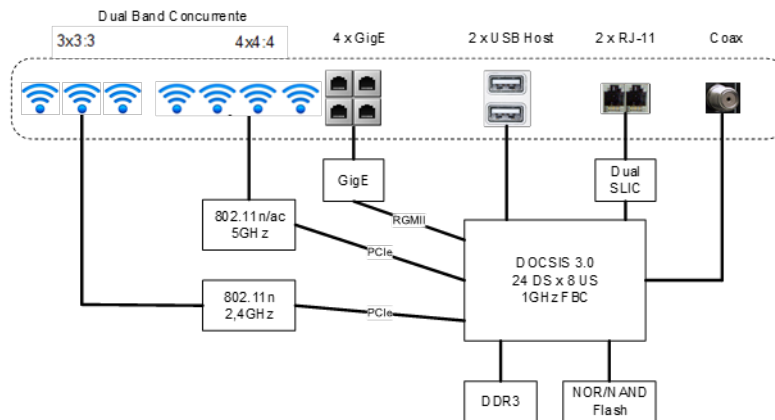 Dual Band Concurrente
3x3:3
4x4:4
4 x GigE
2 x USB Host
2 x RJ-11
Coax
GigE
Dual
SLIC
802.11n/ac
5GHz
RGMII
PCIe
DOCSIS 3.0
24 DS x 8 US
1GHz FBC
802.11n
2,4GHz
PCIe
DDR3
NOR/NAND
Flash